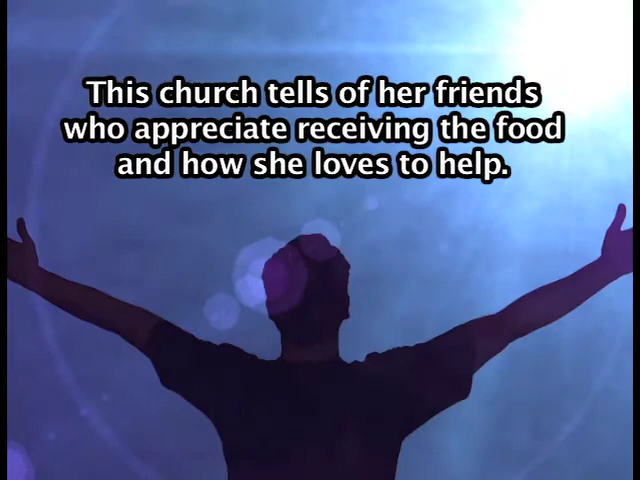 This church tells of her friends
who appreciate receiving the food
and how she loves to help.